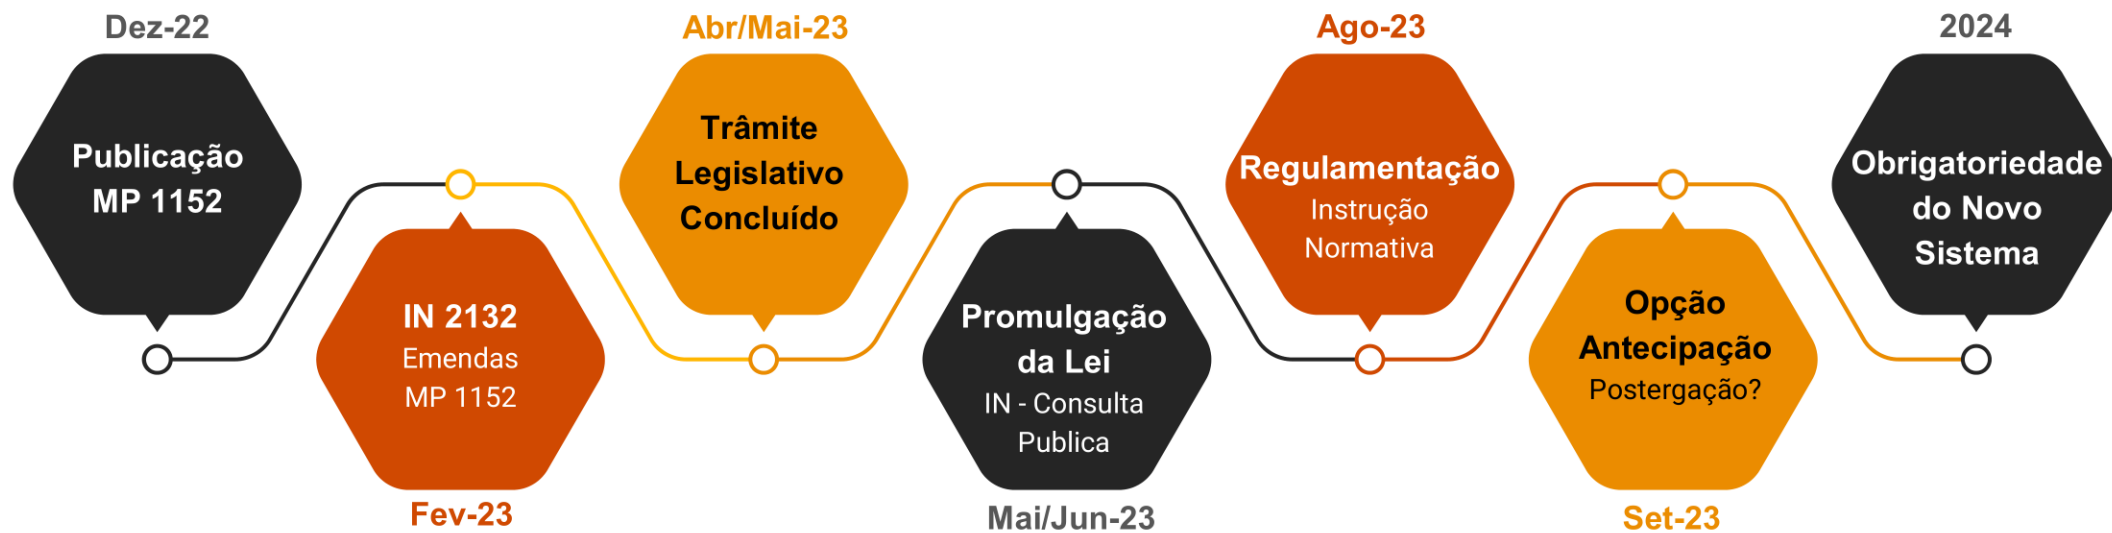 Dez-22
Publicação
MP 1152
IN 2132
Emendas
MP 1152
Fev-23
Abr/Mai-23
Trâmite
Legislativo
Concluído
Promulgação
da Lei
IN - Consulta
Publica
Mai/Jun-23
Ago-23
Regulamentação
Instrução
Normativa
Opção
Antecipação
Postergação?
Set-23
2024
Obrigatoriedade
do Novo
Sistema